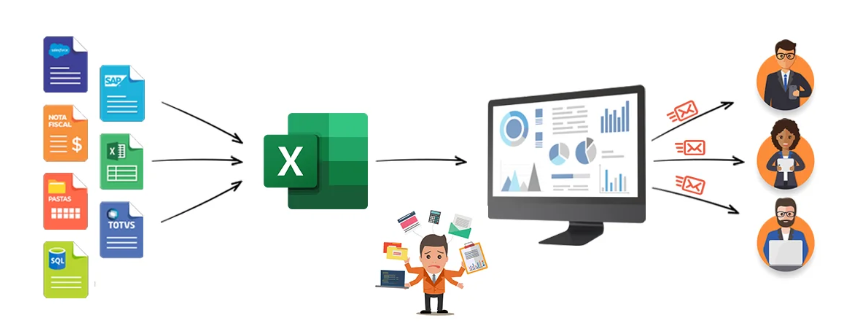 salesforce
SAP
NOTA
FISCAL
$
X
X
PASTAS
TOTVS
SQL